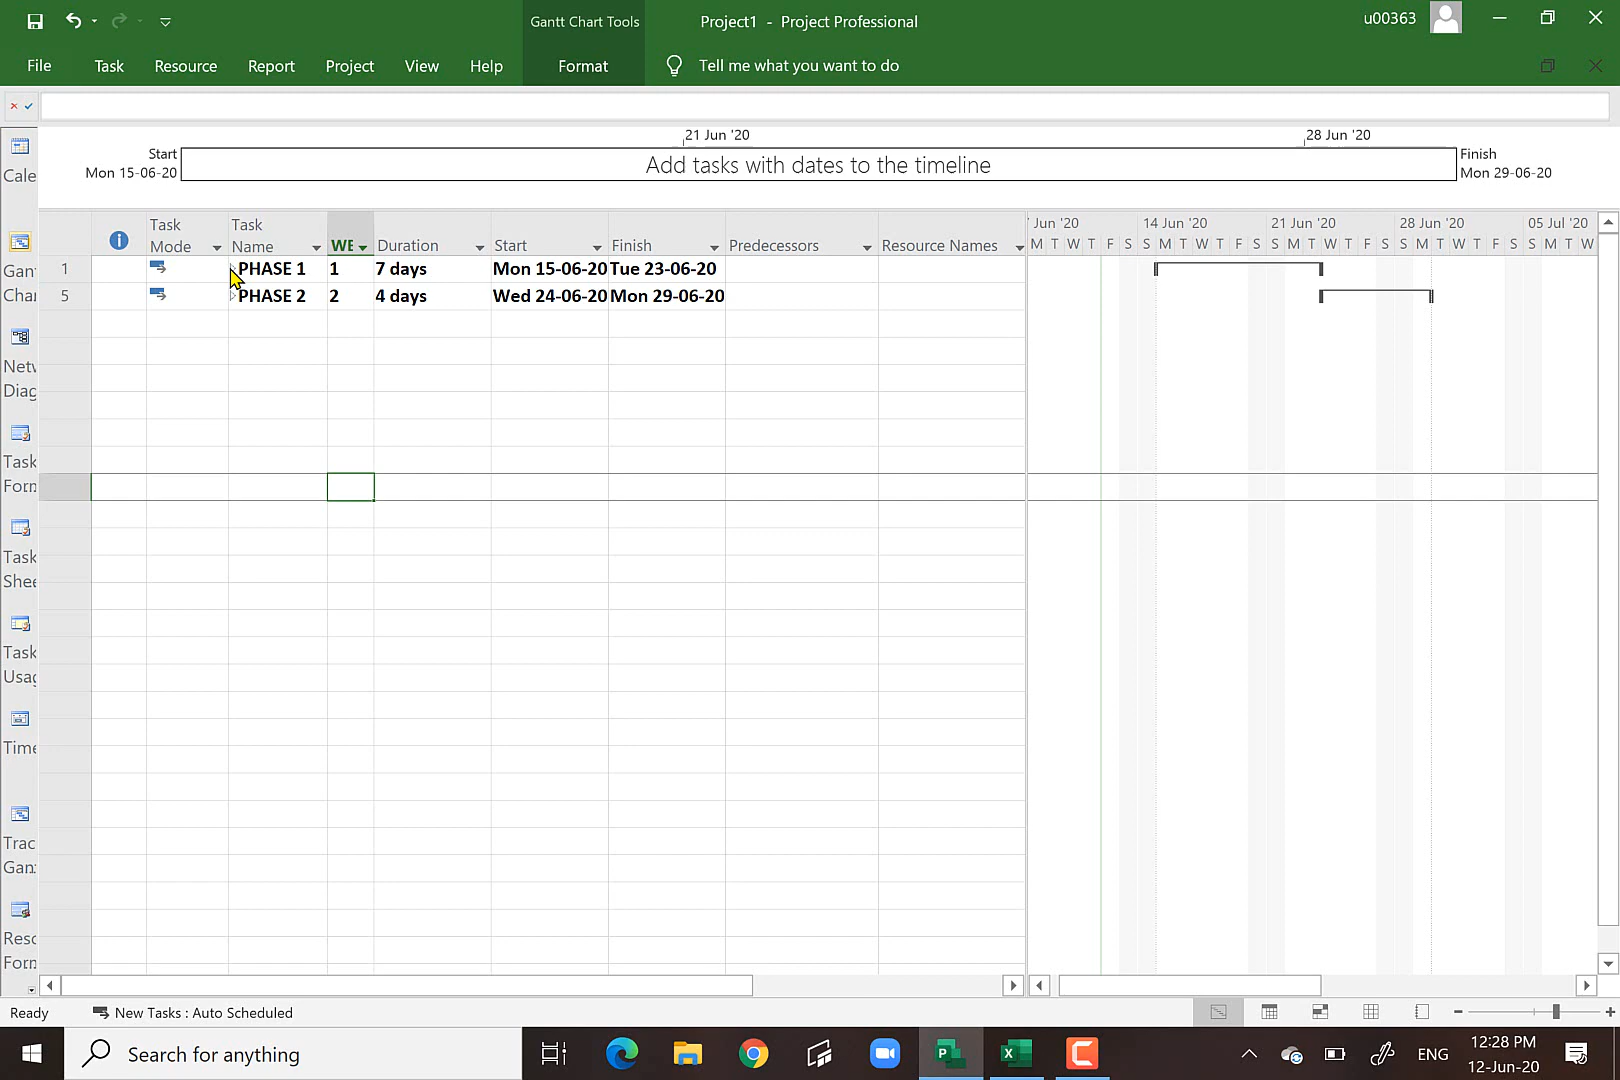 Gantt Chart Tools
Project1 - Project Professional
u00363
File Task Resource Report Project View Help Format Tell me what you want to do
21 Jun '20 28 Jun '20
Start
Mon 15-06-20
Add tasks with dates to the timeline
Finish
Mon 29-06-20
Task Mode
Task Name
WE
Duration
Start
Finish
Predecessors
Resource Names
Jun '20 14 Jun '20 21 Jun '20 28 Jun '20 05 Jul '20
M T W T F S S M T W T F S S M T W T F S S M T W T F S S M T W
1 PHASE 1 1 7 days Mon 15-06-20 Tue 23-06-20
5 PHASE 2 2 4 days Wed 24-06-20 Mon 29-06-20
Cale
Gan
Char
Netw
Diag
Task
Form
Task
Shee
Task
Usag
Time
Trac
Gan
Reso
Form
Ready
New Tasks : Auto Scheduled
Search for anything
ENG
12:28 PM
12-Jun-20